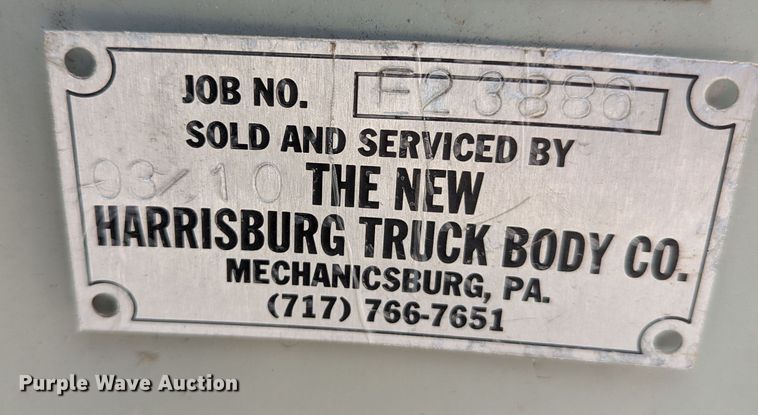 JOB NO. F23880
SOLD AND SERVICED BY
03/10 THE NEW
HARRISBURG TRUCK BODY CO.
MECHANICSBURG, PA.
(717) 766-7651
Purple Wave Auction